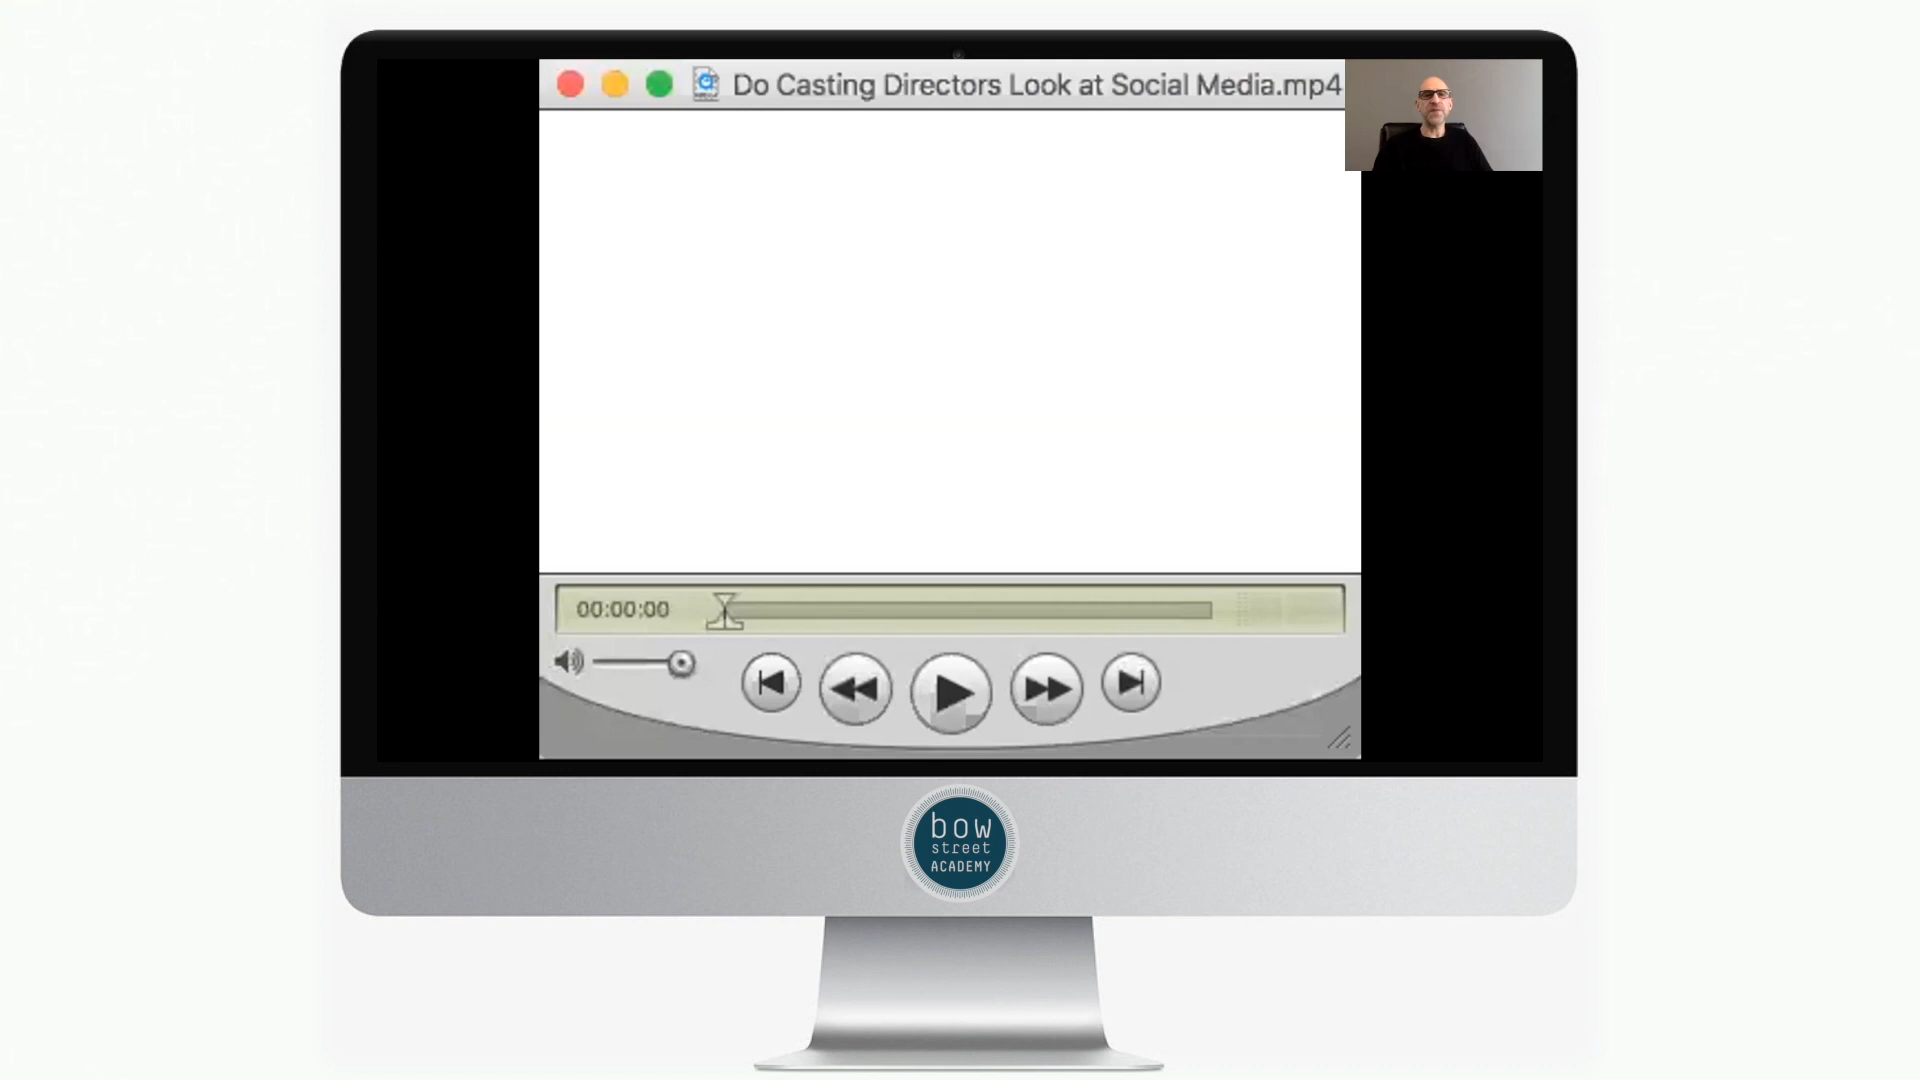 Do Casting Directors Look at Social Media.mp4
00:00:00
bow
street
ACADEMY